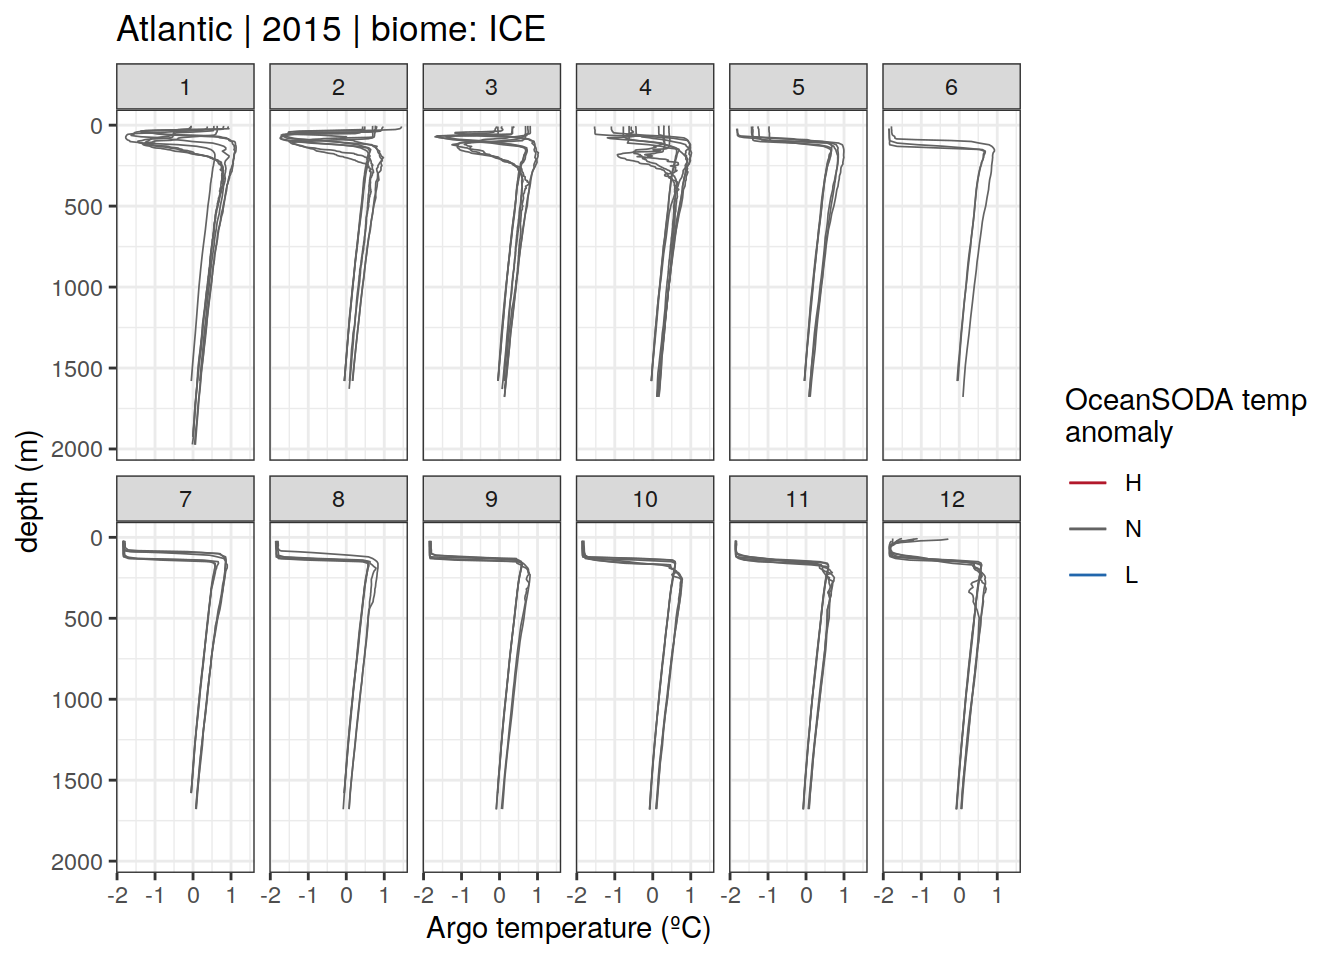 Atlantic | 2015 | biome: ICE
1 2 3 4 5 6
0
500
1000
1500
2000
7 8 9 10 11 12
0
500
1000
1500
2000
-2 -1 0 1 -2 -1 0 1 -2 -1 0 1 -2 -1 0 1 -2 -1 0 1 -2 -1 0 1
Argo temperature (ºC)
depth (m)
OceanSODA temp
anomaly
H
N
L